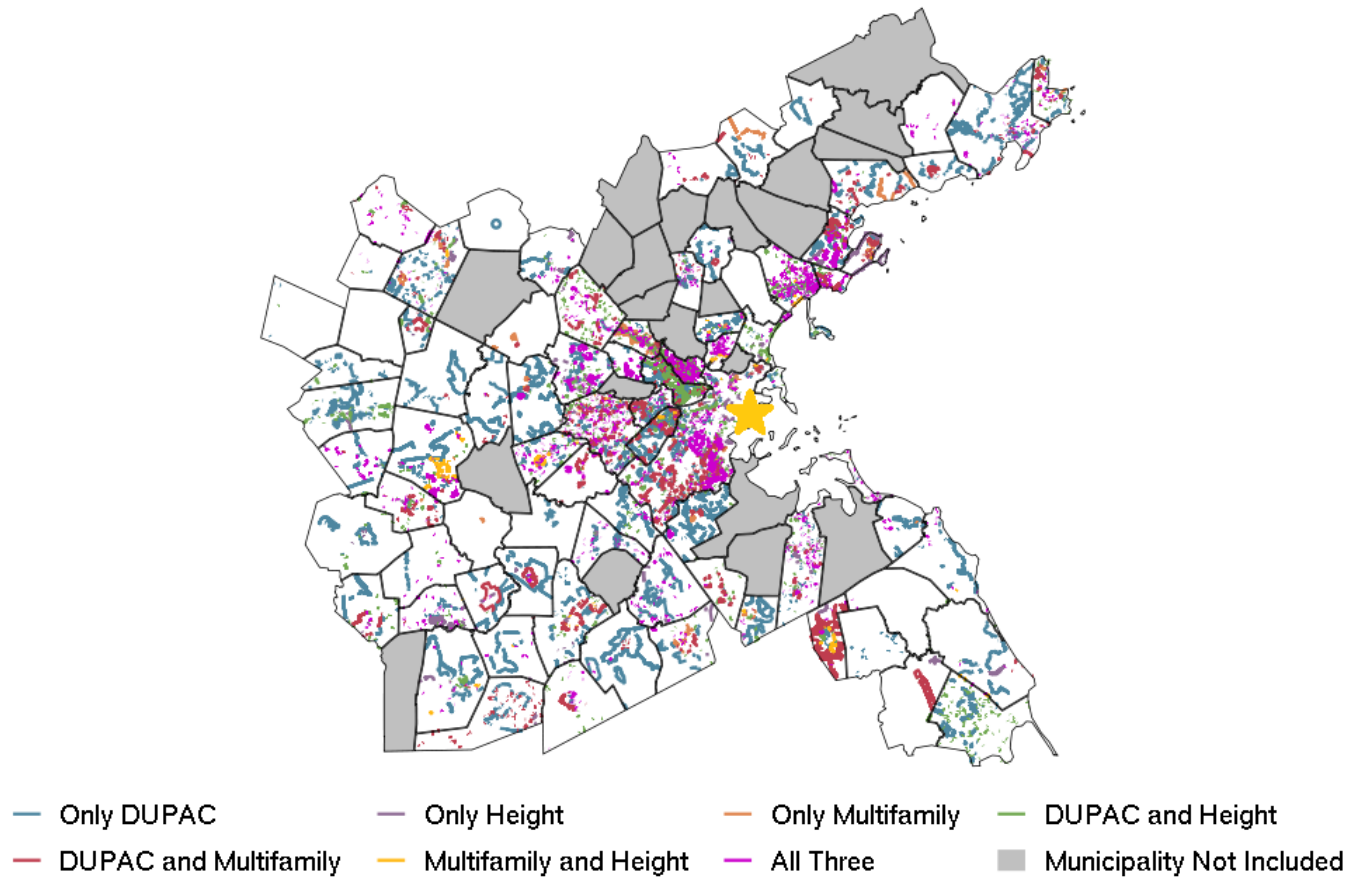 Only DUPAC Only Height Only Multifamily DUPAC and Height
DUPAC and Multifamily Multifamily and Height All Three Municipality Not Included